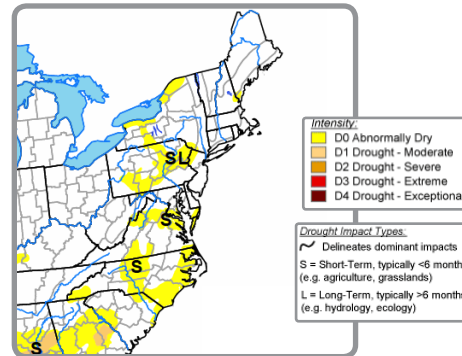 SL
S
S
S
Intensity:
D0 Abnormally Dry
D1 Drought - Moderate
D2 Drought - Severe
D3 Drought - Extreme
D4 Drought - Exceptiona
Drought Impact Types:
Delineates dominant impacts
S = Short-Term, typically <6 month
(e.g. agriculture, grasslands)
L = Long-Term, typically >6 months
(e.g. hydrology, ecology)